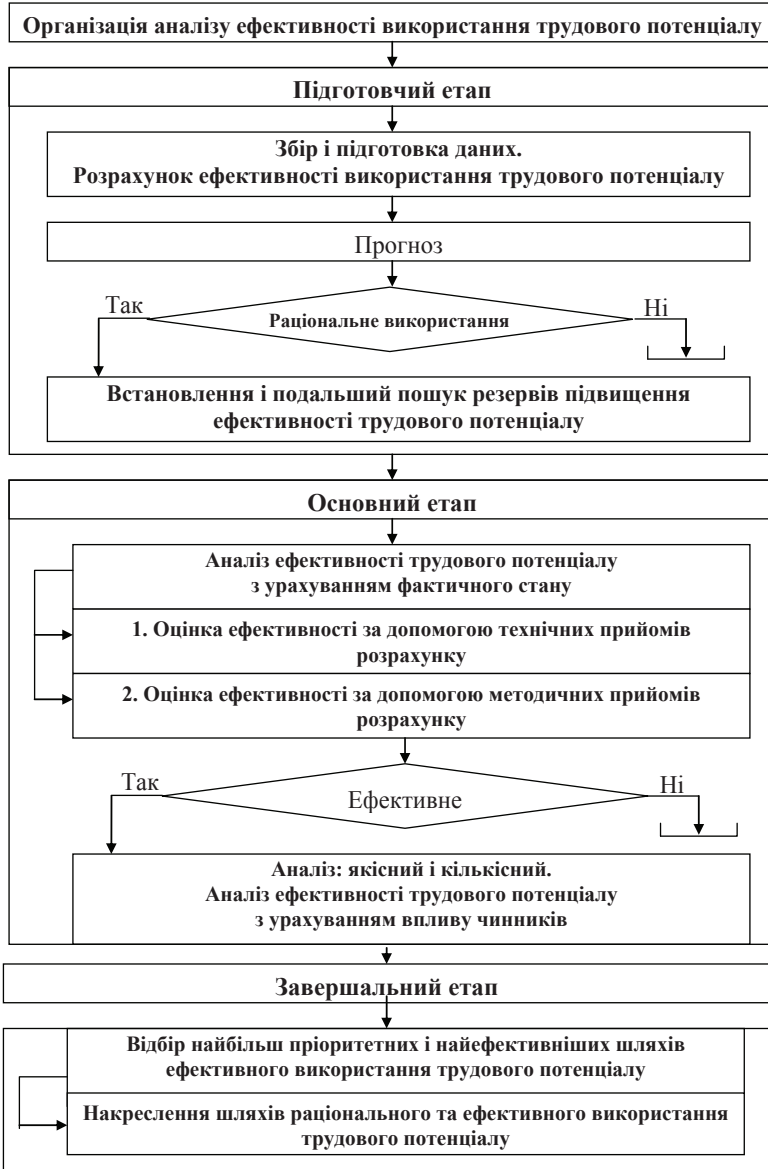 Організація аналізу ефективності використання трудового потенціалу
Підготовчий етап
Збір і підготовка даних.
Розрахунок ефективності використання трудового потенціалу
Прогноз
Так
Раціональне використання
Ні
Встановлення і подальший пошук резервів підвищення
ефективності трудового потенціалу
Основний етап
Аналіз ефективності трудового потенціалу
з урахуванням фактичного стану
1. Оцінка ефективності за допомогою технічних прийомів
розрахунку
2. Оцінка ефективності за допомогою методичних прийомів
розрахунку
Так
Ефективне
Ні
Аналіз: якісний і кількісний.
Аналіз ефективності трудового потенціалу
з урахуванням впливу чинників
Завершальний етап
Відбір найбільш пріоритетних і найефективніших шляхів
ефективного використання трудового потенціалу
Накреслення шляхів раціонального та ефективного використання
трудового потенціалу